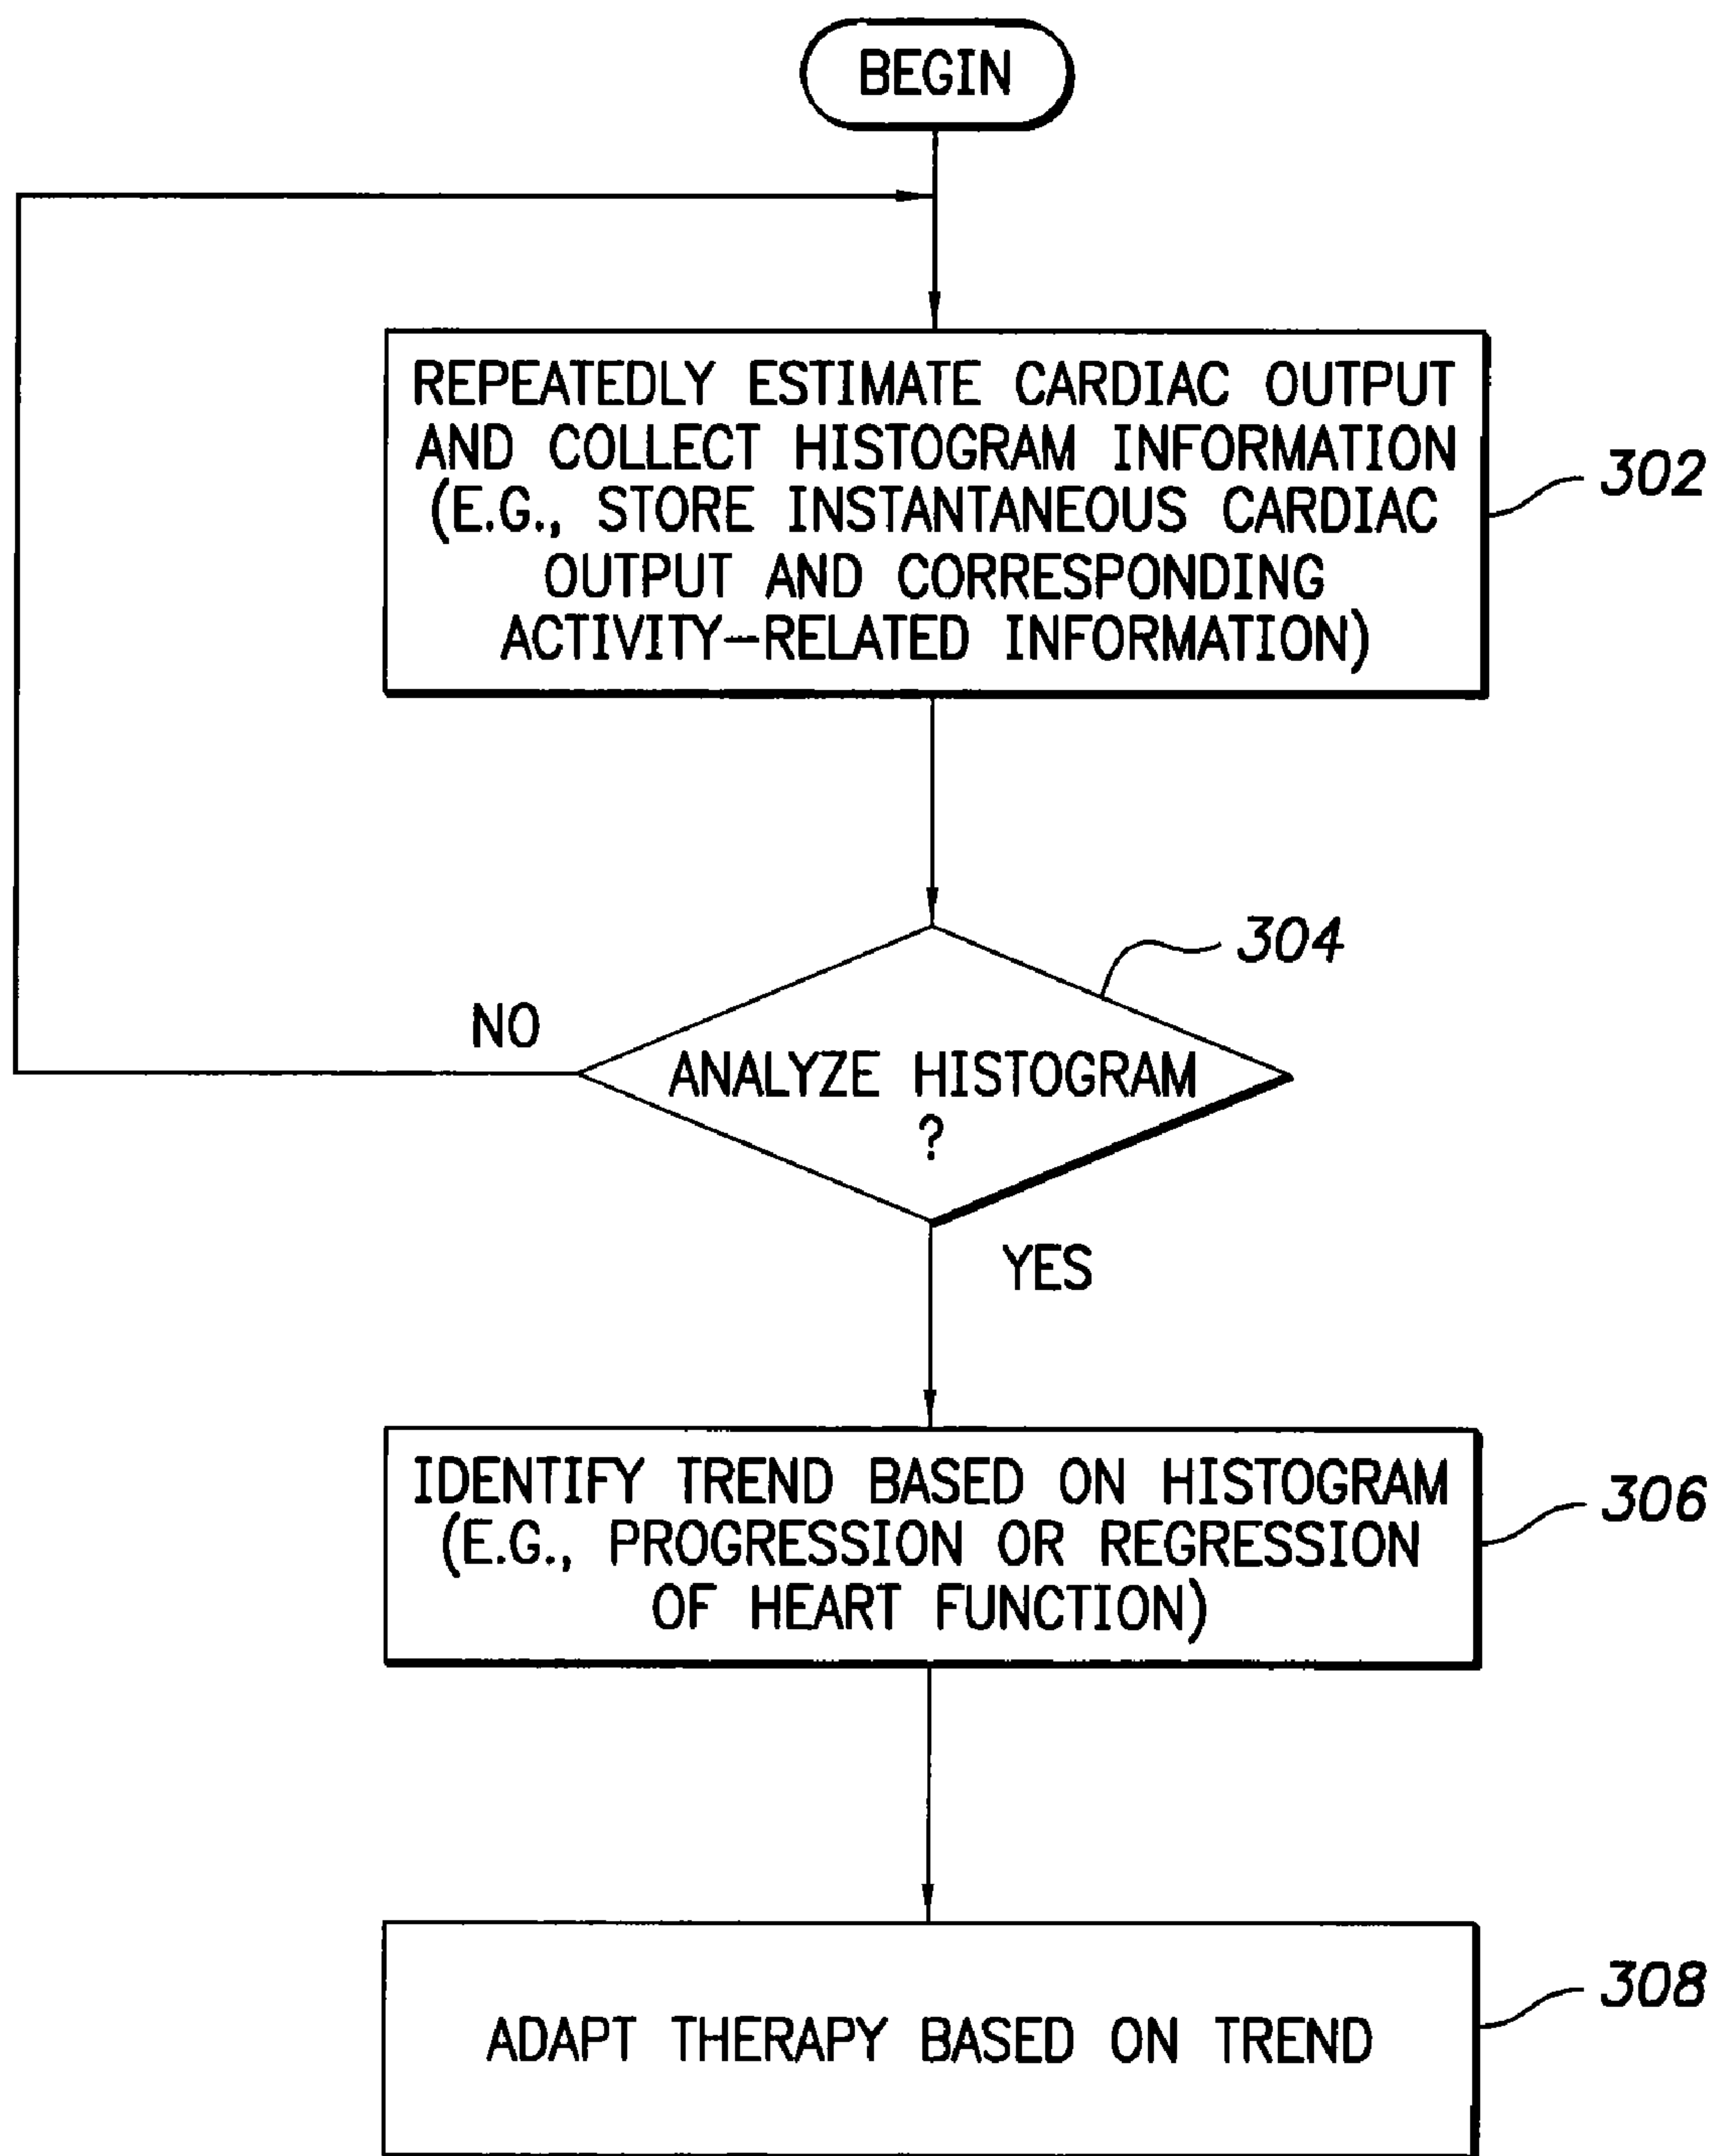 BEGIN
REPEATEDLY ESTIMATE CARDIAC OUTPUT
AND COLLECT HISTOGRAM INFORMATION
(E.G., STORE INSTANTANEOUS CARDIAC
OUTPUT AND CORRESPONDING
ACTIVITY-RELATED INFORMATION)
302
304
NO
ANALYZE HISTOGRAM
?
YES
IDENTIFY TREND BASED ON HISTOGRAM
(E.G., PROGRESSION OR REGRESSION
OF HEART FUNCTION)
306
ADAPT THERAPY BASED ON TREND
308